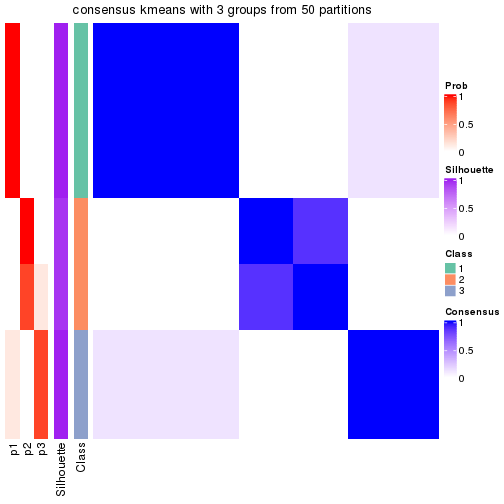 consensus kmeans with 3 groups from 50 partitions
Prob
1
0.5
0
Silhouette
1
0.5
0
Class
1
2
3
Consensus
1
0.5
0
p1
p2
p3
Silhouette
Class